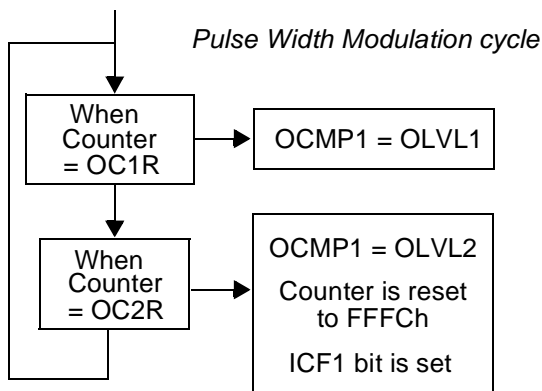 Pulse Width Modulation cycle
When
Counter
= OC1R
OCMP1 = OLVL1
When
Counter
= OC2R
OCMP1 = OLVL2
Counter is reset
to FFFCh
ICF1 bit is set